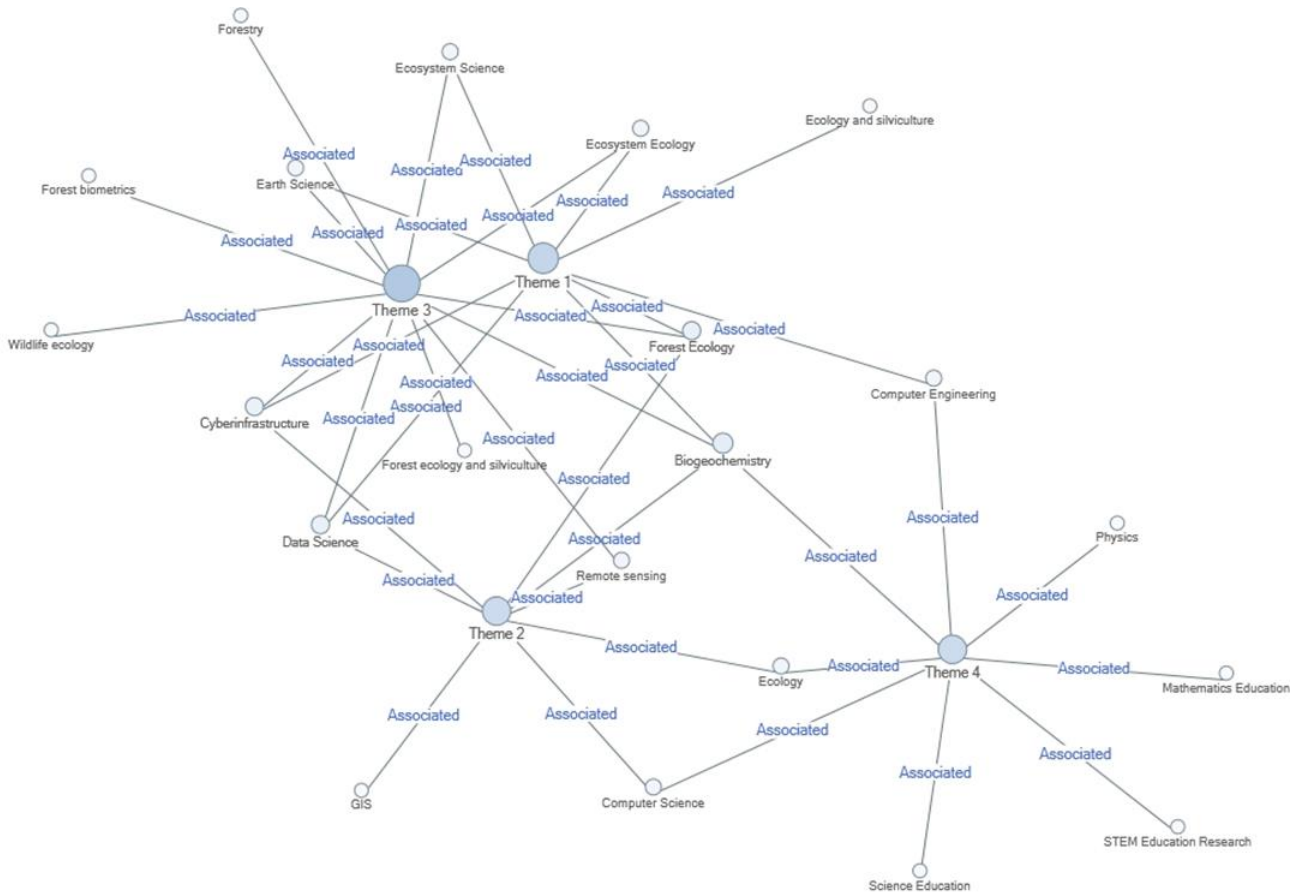 Forestry
Ecosystem Science
Ecology and silviculture
Ecosystem Ecology
Associated
Associated
Associated
Forest biometrics
Earth Science
Associated
Associated
Associated
Associated
Associated
Associated
Theme 1
Theme 3
Associated
Associated
Associated
Associated
Wildlife ecology
Associated
Forest Ecology
Associated
Associated
Associated
Associated
Computer Engineering
Cyberinfrastructure
Associated
Associated
Associated
Forest ecology and silviculture
Biogeochemistry
Associated
Associated
Associated
Physics
Data Science
Associated
Associated
Associated
Remote sensing
Associated
Associated
Theme 2
Associated
Ecology
Associated
Theme 4
Associated
Mathematics Education
Associated
Associated
Associated
Associated
Associated
GIS
Computer Science
STEM Education Research
Science Education